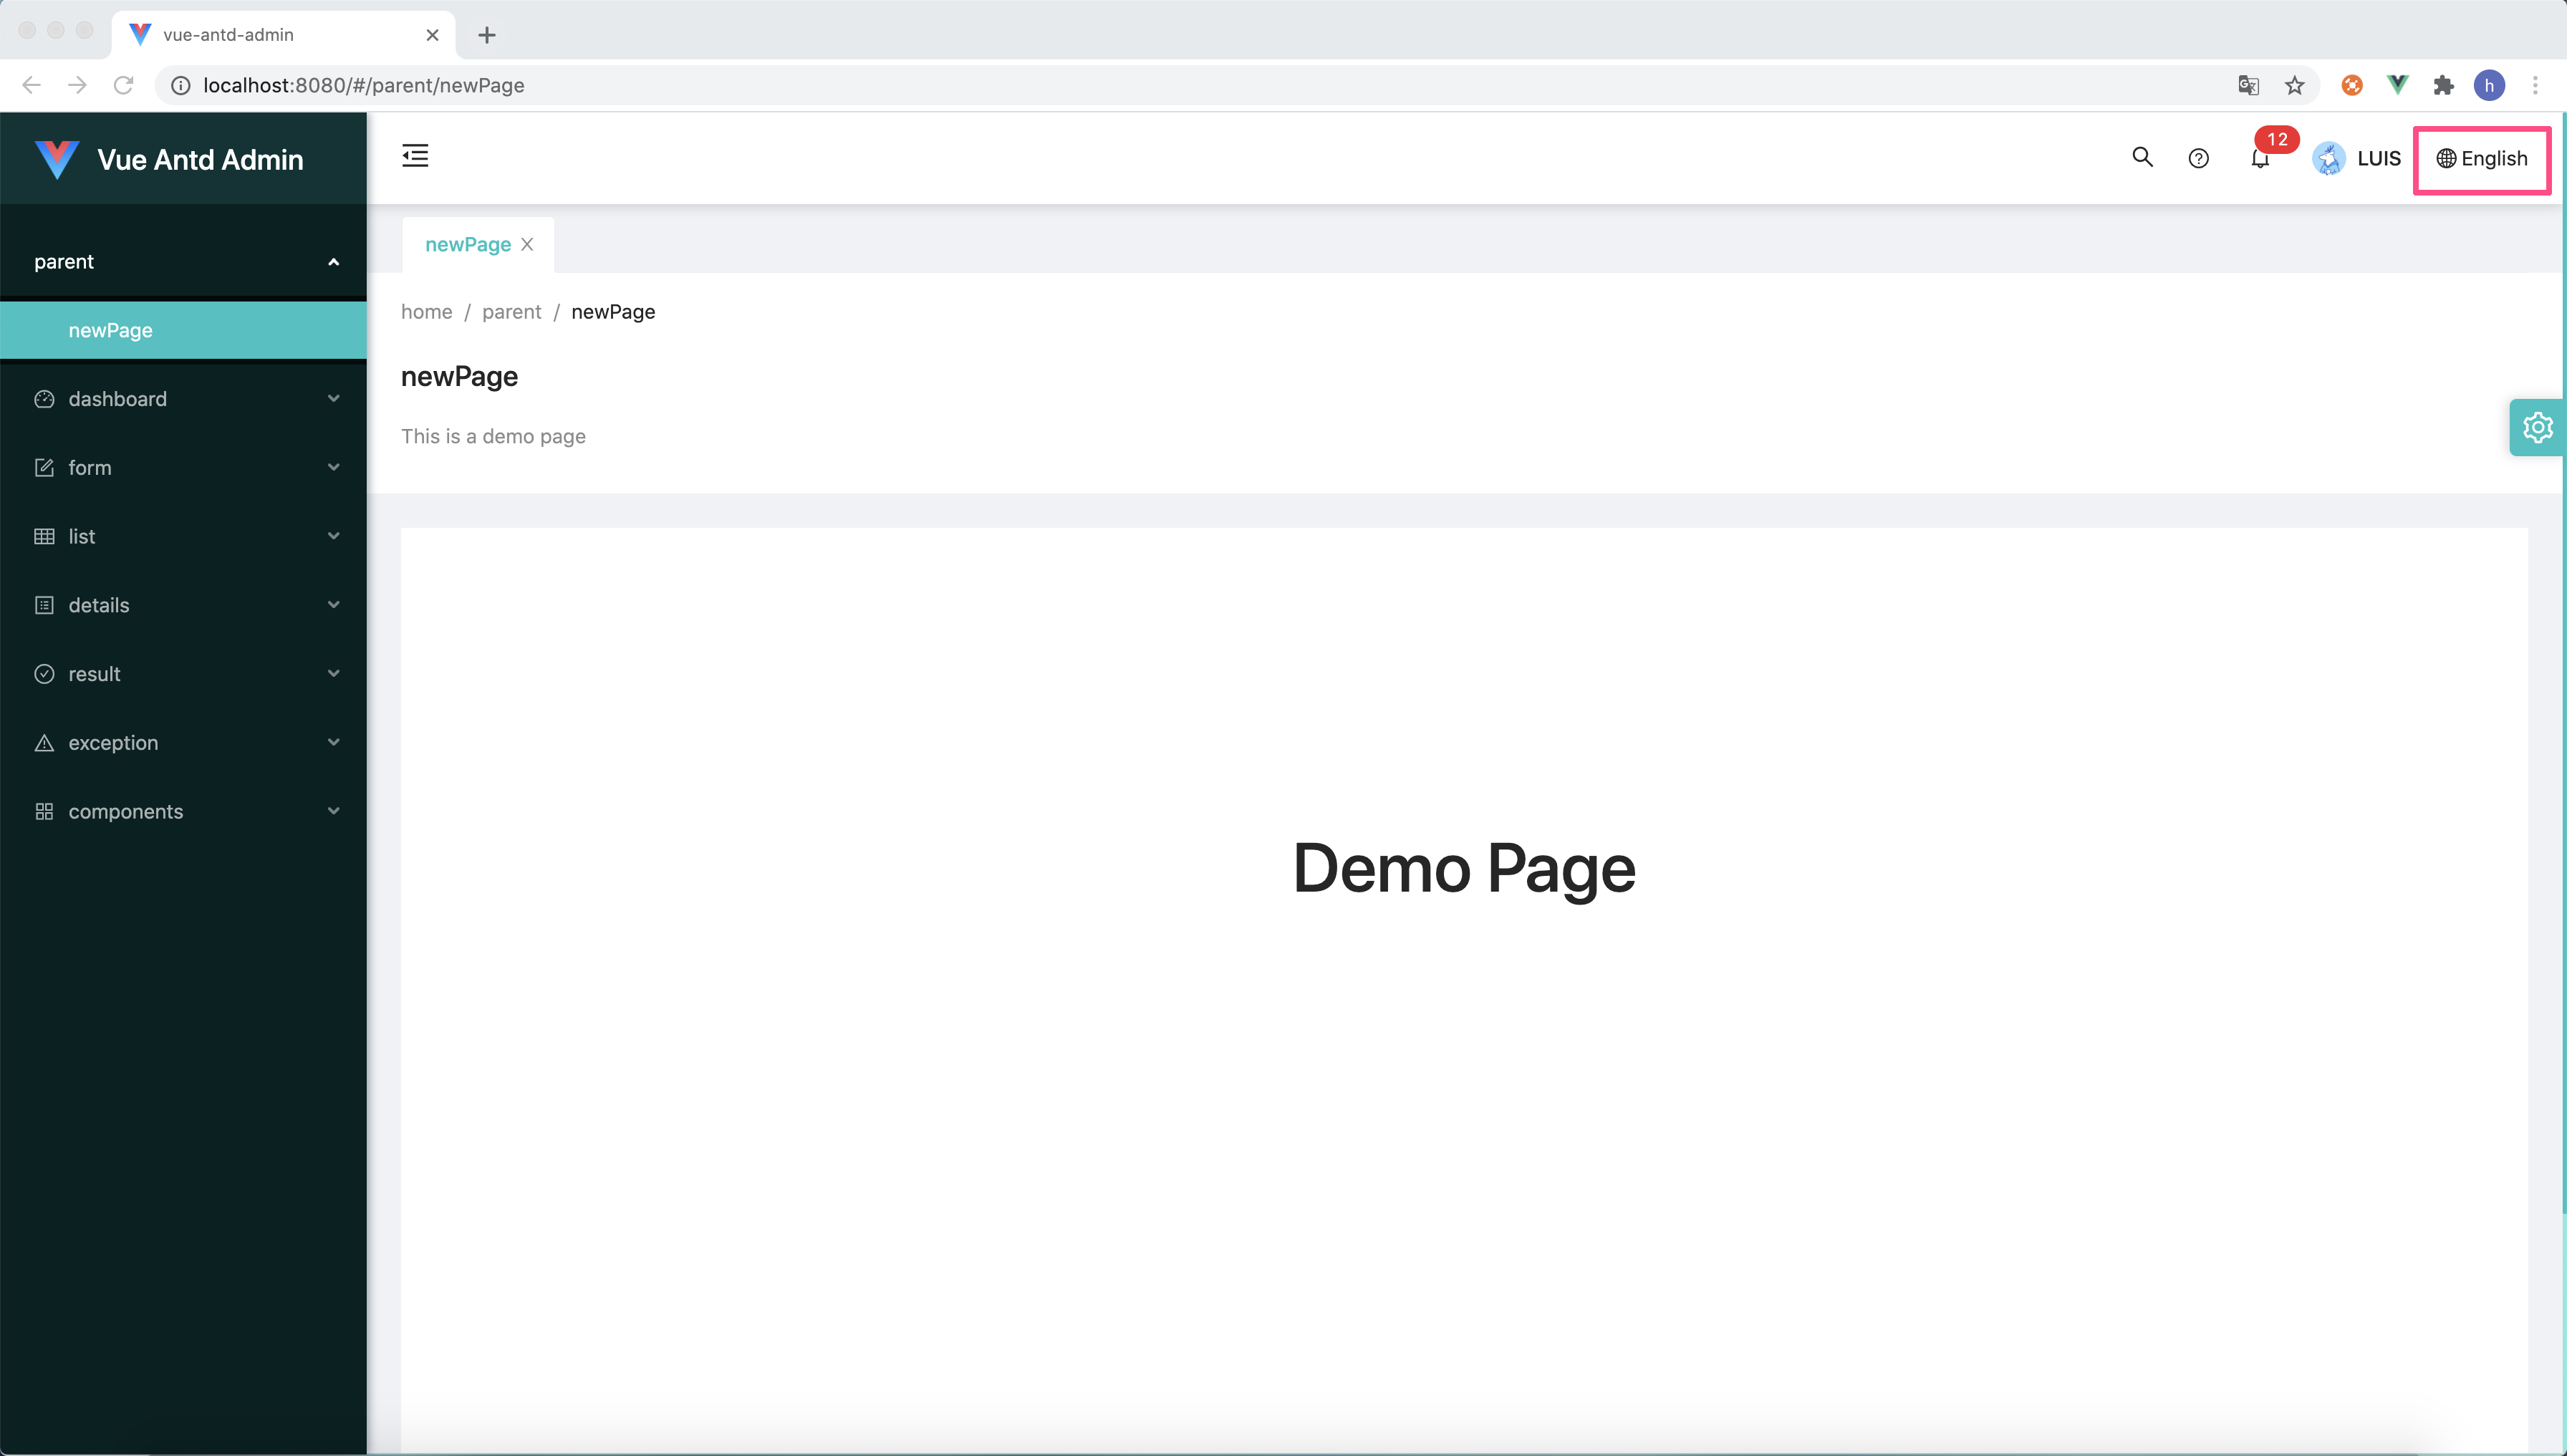 vue-antd-admin
localhost:8080/#/parent/newPage
h
Vue Antd Admin
12
LUIS
English
parent
newPage
dashboard
form
list
details
result
exception
components
newPage
home / parent / newPage
newPage
This is a demo page
Demo Page